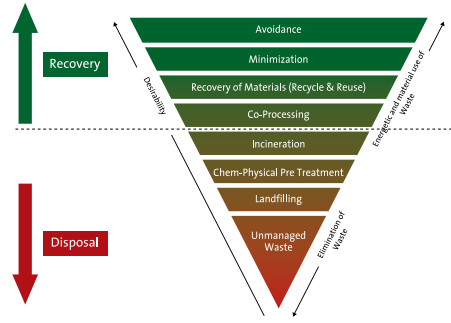 Avoidance
Minimization
Recovery
Recovery of Materials (Recycle & Reuse)
Desirability
Energetic and material use of
Waste
Co-Processing
Incineration
Chem-Physical Pre Treatment
Landfilling
Disposal
Unmanaged
Waste
Elimination of
Waste